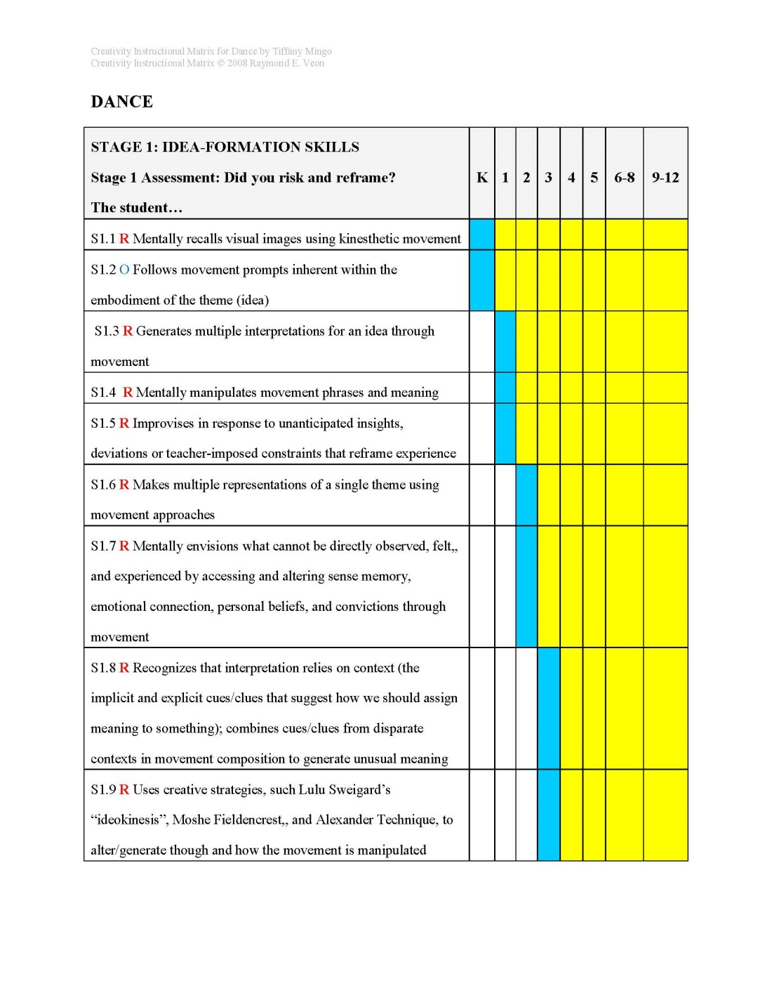 Creativity Instructional Matrix for Dance by Tiffany Mingo
Creativity Instructional Matrix © 2008 Raymond E. Veon
DANCE
STAGE 1: IDEA-FORMATION SKILLS
Stage 1 Assessment: Did you risk and reframe?
The student…
K 1 2 3 4 5 6-8 9-12
S1.1 R Mentally recalls visual images using kinesthetic movement
S1.2 O Follows movement prompts inherent within the
embodiment of the theme (idea)
S1.3 R Generates multiple interpretations for an idea through
movement
S1.4 R Mentally manipulates movement phrases and meaning
S1.5 R Improvises in response to unanticipated insights,
deviations or teacher-imposed constraints that reframe experience
S1.6 R Makes multiple representations of a single theme using
movement approaches
S1.7 R Mentally envisions what cannot be directly observed, felt,,
and experienced by accessing and altering sense memory,
emotional connection, personal beliefs, and convictions through
movement
S1.8 R Recognizes that interpretation relies on context (the
implicit and explicit cues/clues that suggest how we should assign
meaning to something); combines cues/clues from disparate
contexts in movement composition to generate unusual meaning
S1.9 R Uses creative strategies, such Lulu Sweigard’s
“ideokinesis”, Moshe Fieldencrest,, and Alexander Technique, to
alter/generate though and how the movement is manipulated